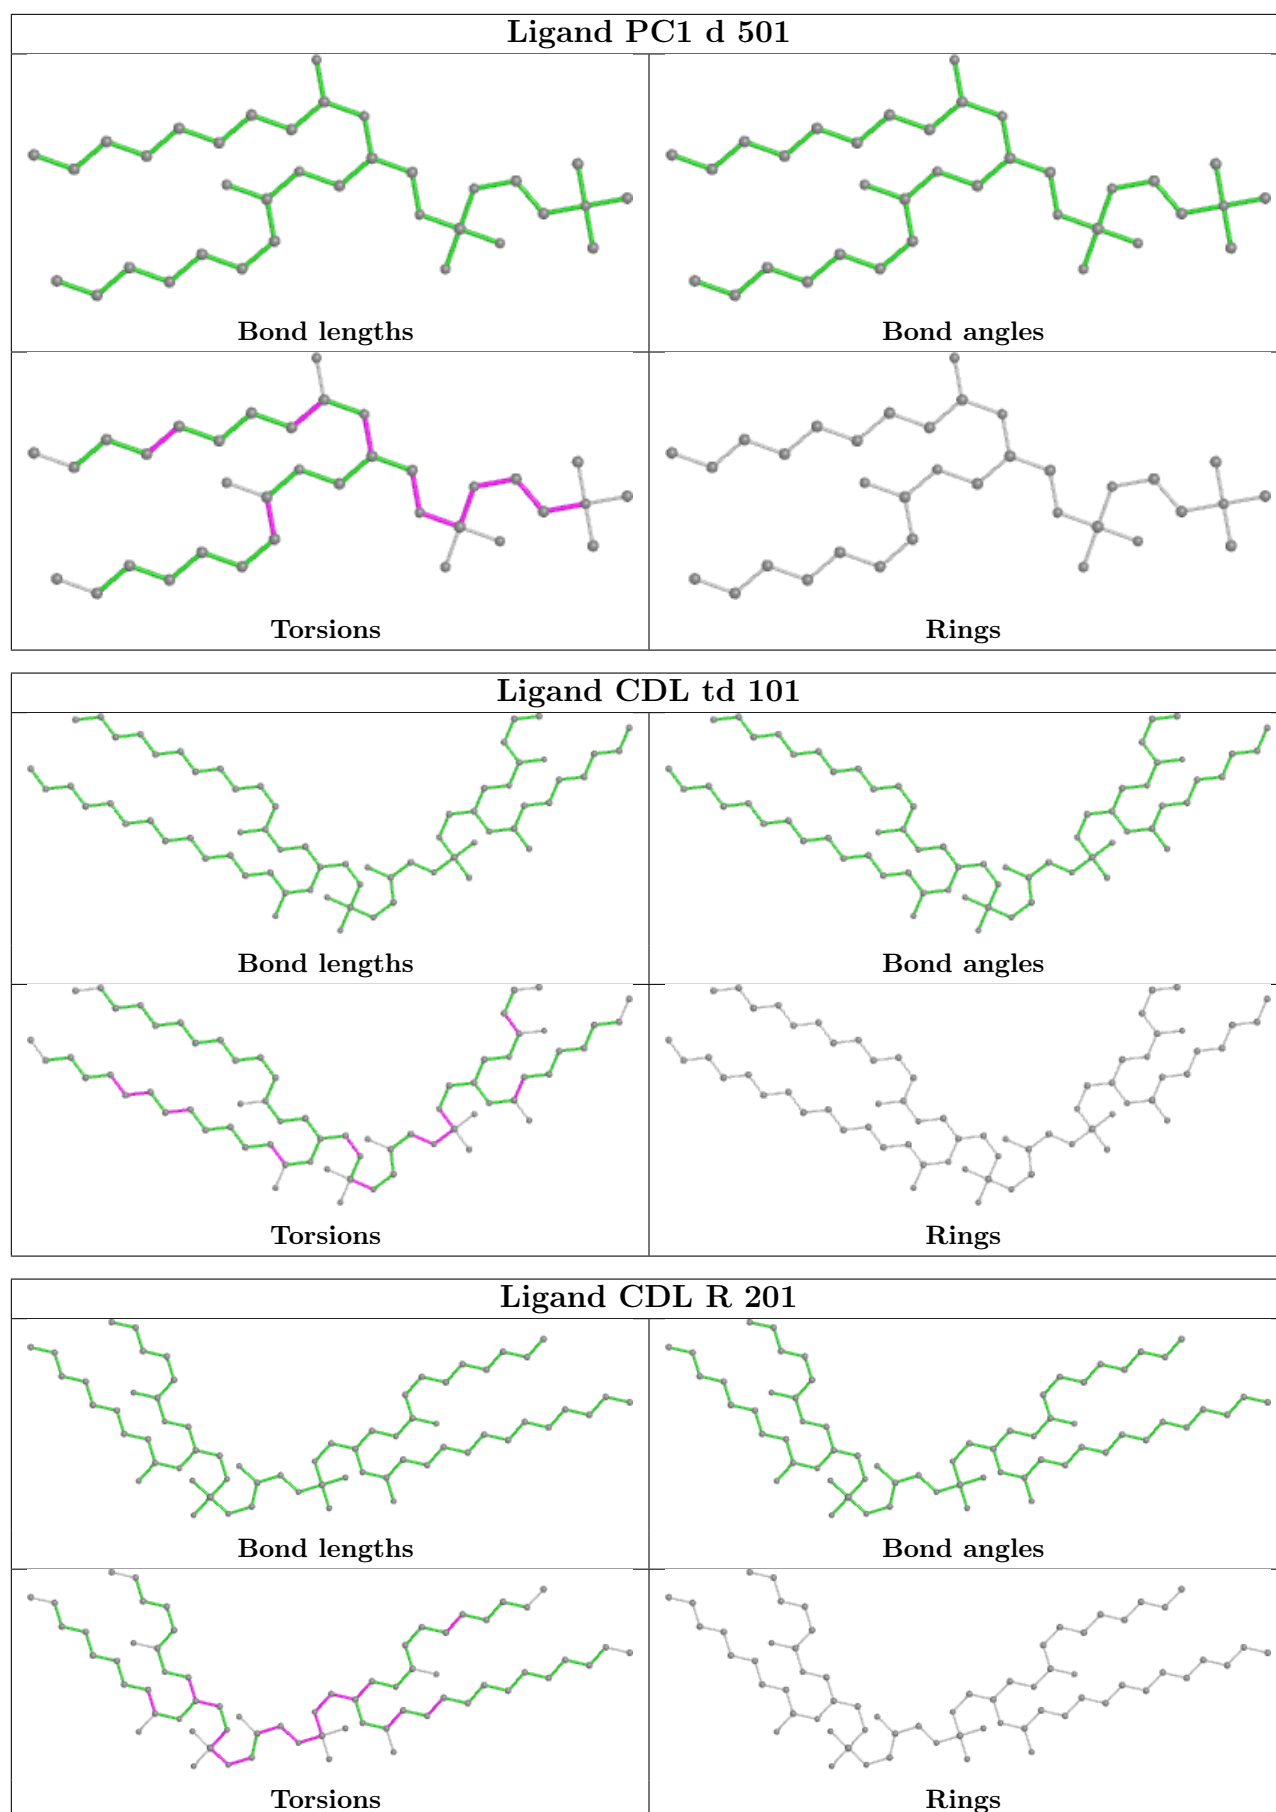 Ligand PC1 d 501
Bond lengths
Bond angles
Torsions
Rings
Ligand CDL td 101
Bond lengths
Bond angles
Torsions
Rings
Ligand CDL R 201
Bond lengths
Bond angles
Torsions
Rings